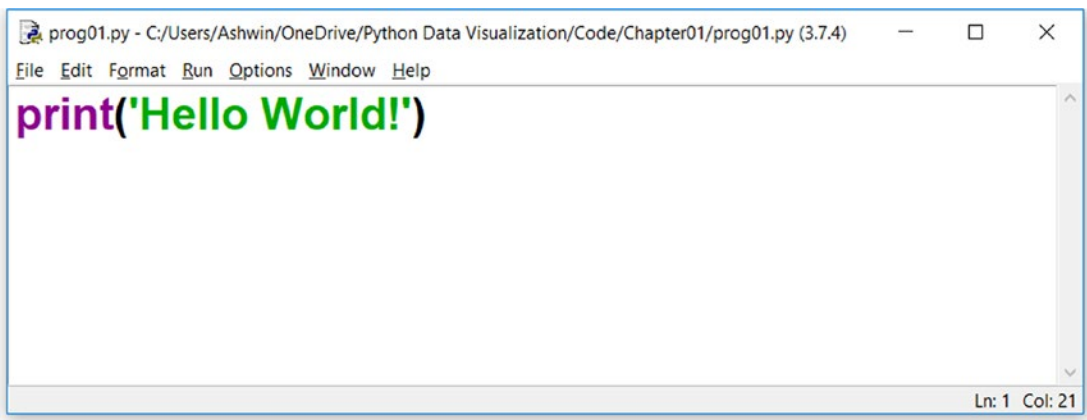 prog01.py - C:/Users/Ashwin/OneDrive/Python Data Visualization/Code/Chapter01/prog01.py (3.7.4)
File Edit Format Run Options Window Help
print('Hello World!')
Ln: 1 Col: 21